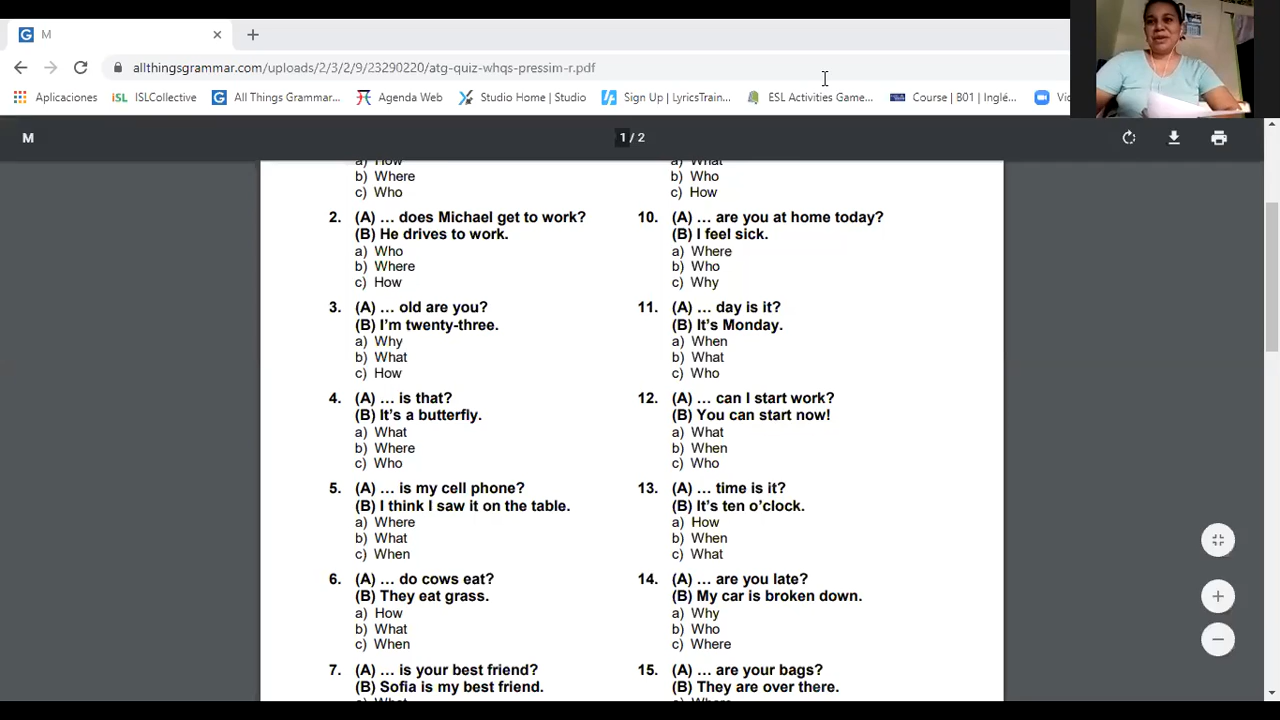 M
allthingsgrammar.com/uploads/2/3/2/9/23290220/atg-quiz-whqs-pressim-r.pdf
Aplicaciones iSL ISLCollective All Things Grammar... Agenda Web Studio Home | Studio Sign Up | LyricsTrain... ESL Activities Game... Course | B01 | Inglé...
M 1 / 2
a) How
b) Where
c) Who
2. (A) … does Michael get to work?
(B) He drives to work.
a) Who
b) Where
c) How
3. (A) … old are you?
(B) I'm twenty-three.
a) Why
b) What
c) How
4. (A) … is that?
(B) It's a butterfly.
a) What
b) Where
c) Who
5. (A) … is my cell phone?
(B) I think I saw it on the table.
a) Where
b) What
c) When
6. (A) … do cows eat?
(B) They eat grass.
a) How
b) What
c) When
7. (A) … is your best friend?
(B) Sofia is my best friend.
a) What
b) Who
c) How
10. (A) … are you at home today?
(B) I feel sick.
a) Where
b) Who
c) Why
11. (A) … day is it?
(B) It's Monday.
a) When
b) What
c) Who
12. (A) … can I start work?
(B) You can start now!
a) What
b) When
c) Who
13. (A) … time is it?
(B) It's ten o'clock.
a) How
b) When
c) What
14. (A) … are you late?
(B) My car is broken down.
a) Why
b) Who
c) Where
15. (A) … are your bags?
(B) They are over there.